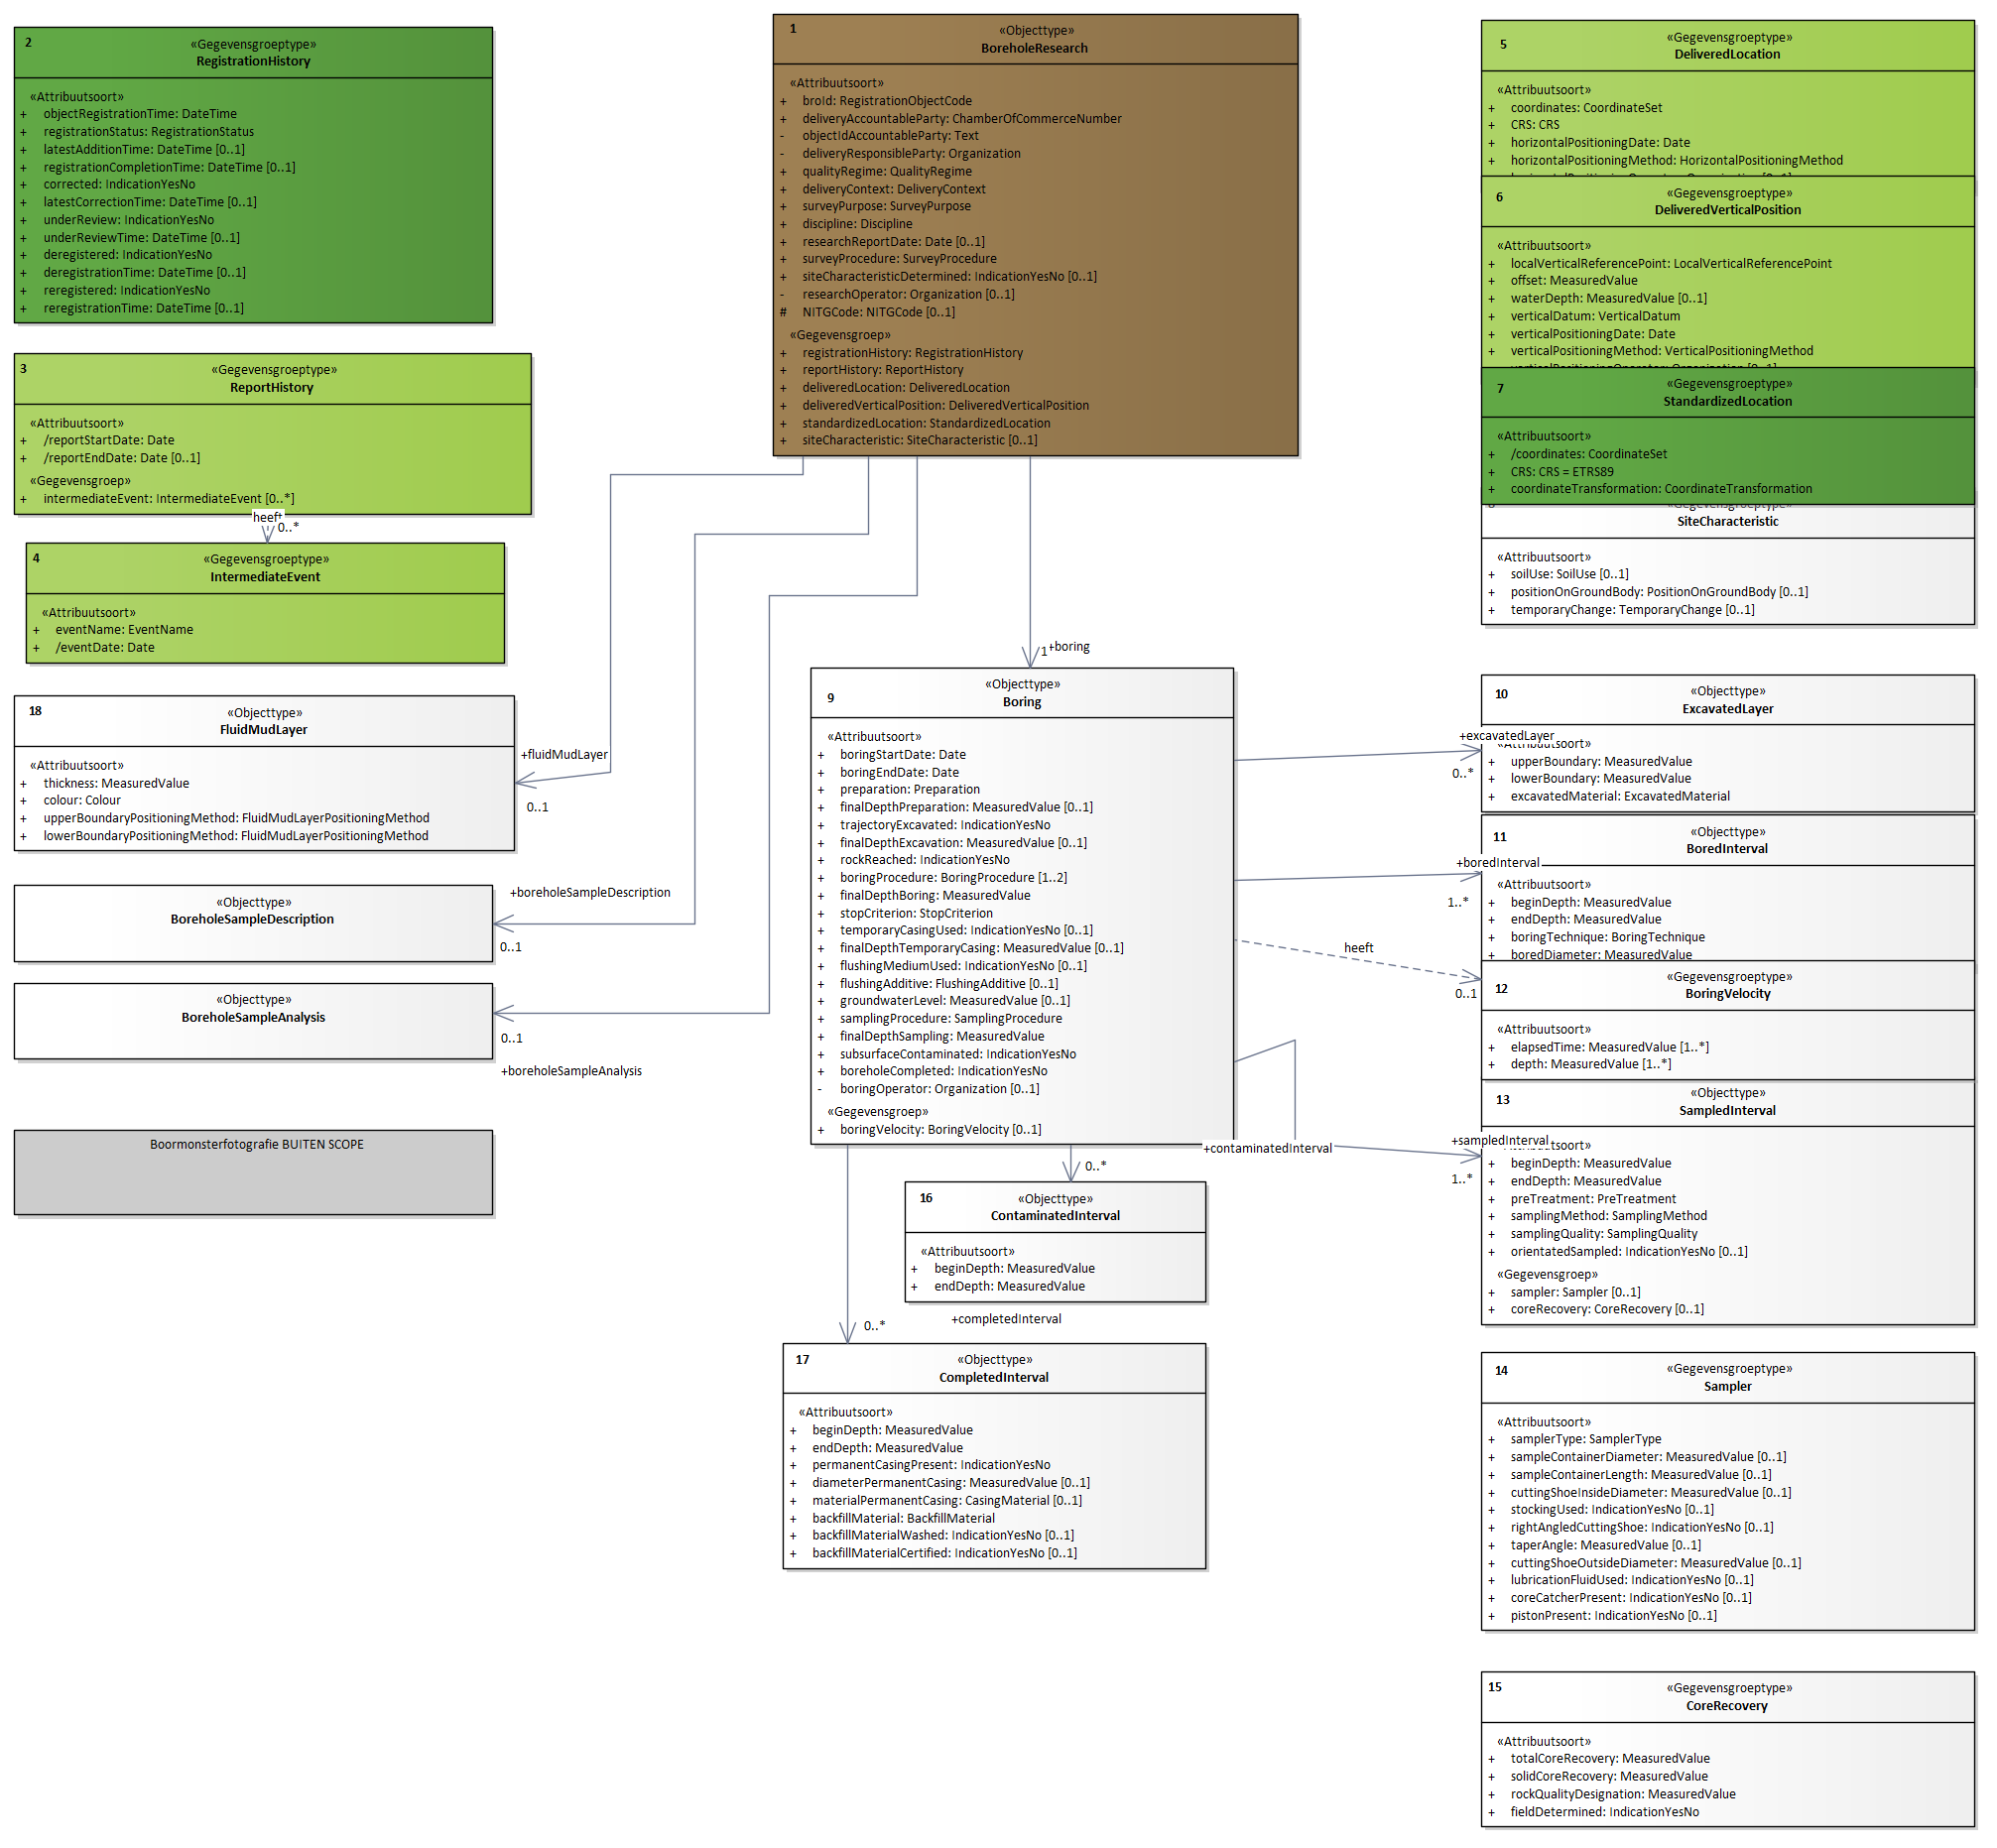 2
«Gegevensgroeptype»
RegistrationHistory
«Attribuutsoort»
+ objectRegistrationTime: DateTime
+ registrationStatus: RegistrationStatus
+ latestAdditionTime: DateTime [0..1]
+ registrationCompletionTime: DateTime [0..1]
+ corrected: IndicationYesNo
+ latestCorrectionTime: DateTime [0..1]
+ underReview: IndicationYesNo
+ underReviewTime: DateTime [0..1]
+ deregistered: IndicationYesNo
+ deregistrationTime: DateTime [0..1]
+ reregistered: IndicationYesNo
+ reregistrationTime: DateTime [0..1]
3
«Gegevensgroeptype»
ReportHistory
«Attribuutsoort»
+ /reportStartDate: Date
+ /reportEndDate: Date [0..1]
«Gegevensgroep»
+ intermediateEvent: IntermediateEvent [0..*]
heeft
0..*
4
«Gegevensgroeptype»
IntermediateEvent
«Attribuutsoort»
+ eventName: EventName
+ /eventDate: Date
18
«Objecttype»
FluidMudLayer
«Attribuutsoort»
+ thickness: MeasuredValue
+ colour: Colour
+ upperBoundaryPositioningMethod: FluidMudLayerPositioningMethod
+ lowerBoundaryPositioningMethod: FluidMudLayerPositioningMethod
+fluidMudLayer
0..1
«Objecttype»
BoreholeSampleDescription
+boreholeSampleDescription
0..1
«Objecttype»
BoreholeSampleAnalysis
0..1
+boreholeSampleAnalysis
Boormonsterfotografie BUITEN SCOPE
1
«Objecttype»
BoreholeResearch
«Attribuutsoort»
+ broId: RegistrationObjectCode
+ deliveryAccountableParty: ChamberOfCommerceNumber
- objectIdAccountableParty: Text
- deliveryResponsibleParty: Organization
+ qualityRegime: QualityRegime
+ deliveryContext: DeliveryContext
+ surveyPurpose: SurveyPurpose
+ discipline: Discipline
+ researchReportDate: Date [0..1]
+ surveyProcedure: SurveyProcedure
+ siteCharacteristicDetermined: IndicationYesNo [0..1]
- researchOperator: Organization [0..1]
# NITGCode: NITGCode [0..1]
«Gegevensgroep»
+ registrationHistory: RegistrationHistory
+ reportHistory: ReportHistory
+ deliveredLocation: DeliveredLocation
+ deliveredVerticalPosition: DeliveredVerticalPosition
+ standardizedLocation: StandardizedLocation
+ siteCharacteristic: SiteCharacteristic [0..1]
1
+boring
9
«Objecttype»
Boring
«Attribuutsoort»
+ boringStartDate: Date
+ boringEndDate: Date
+ preparation: Preparation
+ finalDepthPreparation: MeasuredValue [0..1]
+ trajectoryExcavated: IndicationYesNo
+ finalDepthExcavation: MeasuredValue [0..1]
+ rockReached: IndicationYesNo
+ boringProcedure: BoringProcedure [1..2]
+ finalDepthBoring: MeasuredValue
+ stopCriterion: StopCriterion
+ temporaryCasingUsed: IndicationYesNo [0..1]
+ finalDepthTemporaryCasing: MeasuredValue [0..1]
+ flushingMediumUsed: IndicationYesNo [0..1]
+ flushingAdditive: FlushingAdditive [0..1]
+ groundwaterLevel: MeasuredValue [0..1]
+ samplingProcedure: SamplingProcedure
+ finalDepthSampling: MeasuredValue
+ subsurfaceContaminated: IndicationYesNo
+ boreholeCompleted: IndicationYesNo
- boringOperator: Organization [0..1]
«Gegevensgroep»
+ boringVelocity: BoringVelocity [0..1]
+contaminatedInterval
0..*
16
«Objecttype»
ContaminatedInterval
«Attribuutsoort»
+ beginDepth: MeasuredValue
+ endDepth: MeasuredValue
+completedInterval
0..*
17
«Objecttype»
CompletedInterval
«Attribuutsoort»
+ beginDepth: MeasuredValue
+ endDepth: MeasuredValue
+ permanentCasingPresent: IndicationYesNo
+ diameterPermanentCasing: MeasuredValue [0..1]
+ materialPermanentCasing: CasingMaterial [0..1]
+ backfillMaterial: BackfillMaterial
+ backfillMaterialWashed: IndicationYesNo [0..1]
+ backfillMaterialCertified: IndicationYesNo [0..1]
5
«Gegevensgroeptype»
DeliveredLocation
«Attribuutsoort»
+ coordinates: CoordinateSet
+ CRS: CRS
+ horizontalPositioningDate: Date
+ horizontalPositioningMethod: HorizontalPositioningMethod
6
«Gegevensgroeptype»
DeliveredVerticalPosition
«Attribuutsoort»
+ localVerticalReferencePoint: LocalVerticalReferencePoint
+ offset: MeasuredValue
+ waterDepth: MeasuredValue [0..1]
+ verticalDatum: VerticalDatum
+ verticalPositioningDate: Date
+ verticalPositioningMethod: VerticalPositioningMethod
7
«Gegevensgroeptype»
StandardizedLocation
«Attribuutsoort»
+ /coordinates: CoordinateSet
+ CRS: CRS = ETRS89
+ coordinateTransformation: CoordinateTransformation
«Gegevensgroeptype»
SiteCharacteristic
«Attribuutsoort»
+ soilUse: SoilUse [0..1]
+ positionOnGroundBody: PositionOnGroundBody [0..1]
+ temporaryChange: TemporaryChange [0..1]
10
«Objecttype»
ExcavatedLayer
+excavatedLayer
0..*
«Attribuutsoort»
+ upperBoundary: MeasuredValue
+ lowerBoundary: MeasuredValue
+ excavatedMaterial: ExcavatedMaterial
11
«Objecttype»
BoredInterval
+boredInterval
1..*
«Attribuutsoort»
+ beginDepth: MeasuredValue
+ endDepth: MeasuredValue
+ boringTechnique: BoringTechnique
+ boredDiameter: MeasuredValue
heeft
0..1
12
«Gegevensgroeptype»
BoringVelocity
«Attribuutsoort»
+ elapsedTime: MeasuredValue [1..*]
+ depth: MeasuredValue [1..*]
13
«Objecttype»
SampledInterval
+sampledInterval
1..*
«Attribuutsoort»
+ beginDepth: MeasuredValue
+ endDepth: MeasuredValue
+ preTreatment: PreTreatment
+ samplingMethod: SamplingMethod
+ samplingQuality: SamplingQuality
+ orientatedSampled: IndicationYesNo [0..1]
«Gegevensgroep»
+ sampler: Sampler [0..1]
+ coreRecovery: CoreRecovery [0..1]
14
«Gegevensgroeptype»
Sampler
«Attribuutsoort»
+ samplerType: SamplerType
+ sampleContainerDiameter: MeasuredValue [0..1]
+ sampleContainerLength: MeasuredValue [0..1]
+ cuttingShoeInsideDiameter: MeasuredValue [0..1]
+ stockingUsed: IndicationYesNo [0..1]
+ rightAngledCuttingShoe: IndicationYesNo [0..1]
+ taperAngle: MeasuredValue [0..1]
+ cuttingShoeOutsideDiameter: MeasuredValue [0..1]
+ lubricationFluidUsed: IndicationYesNo [0..1]
+ coreCatcherPresent: IndicationYesNo [0..1]
+ pistonPresent: IndicationYesNo [0..1]
15
«Gegevensgroeptype»
CoreRecovery
«Attribuutsoort»
+ totalCoreRecovery: MeasuredValue
+ solidCoreRecovery: MeasuredValue
+ rockQualityDesignation: MeasuredValue
+ fieldDetermined: IndicationYesNo